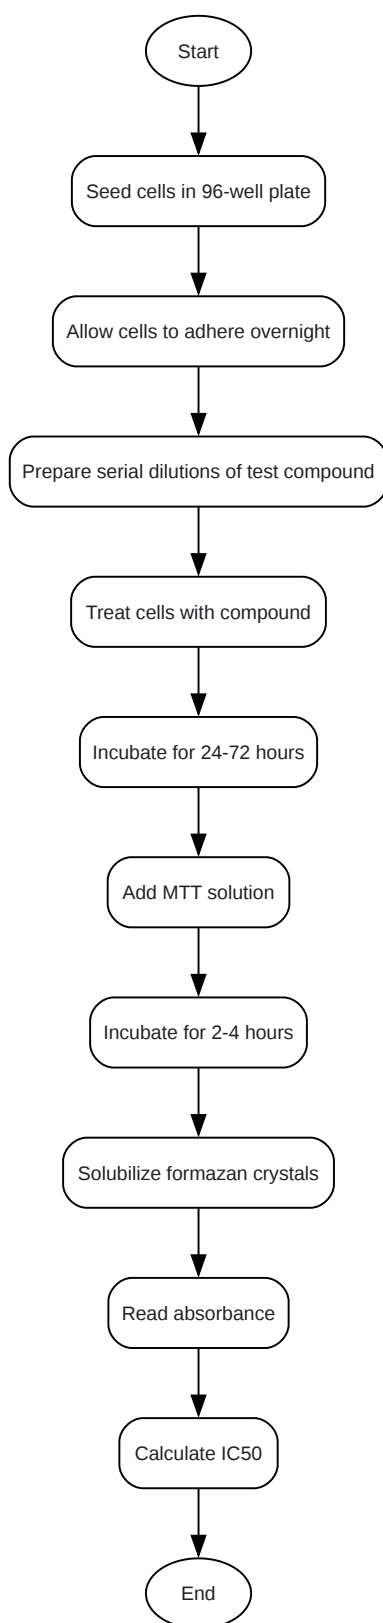 Start
Seed cells in 96-well plate
Allow cells to adhere overnight
Prepare serial dilutions of test compound
Treat cells with compound
Incubate for 24-72 hours
Add MTT solution
Incubate for 2-4 hours
Solubilize formazan crystals
Read absorbance
Calculate IC50
End